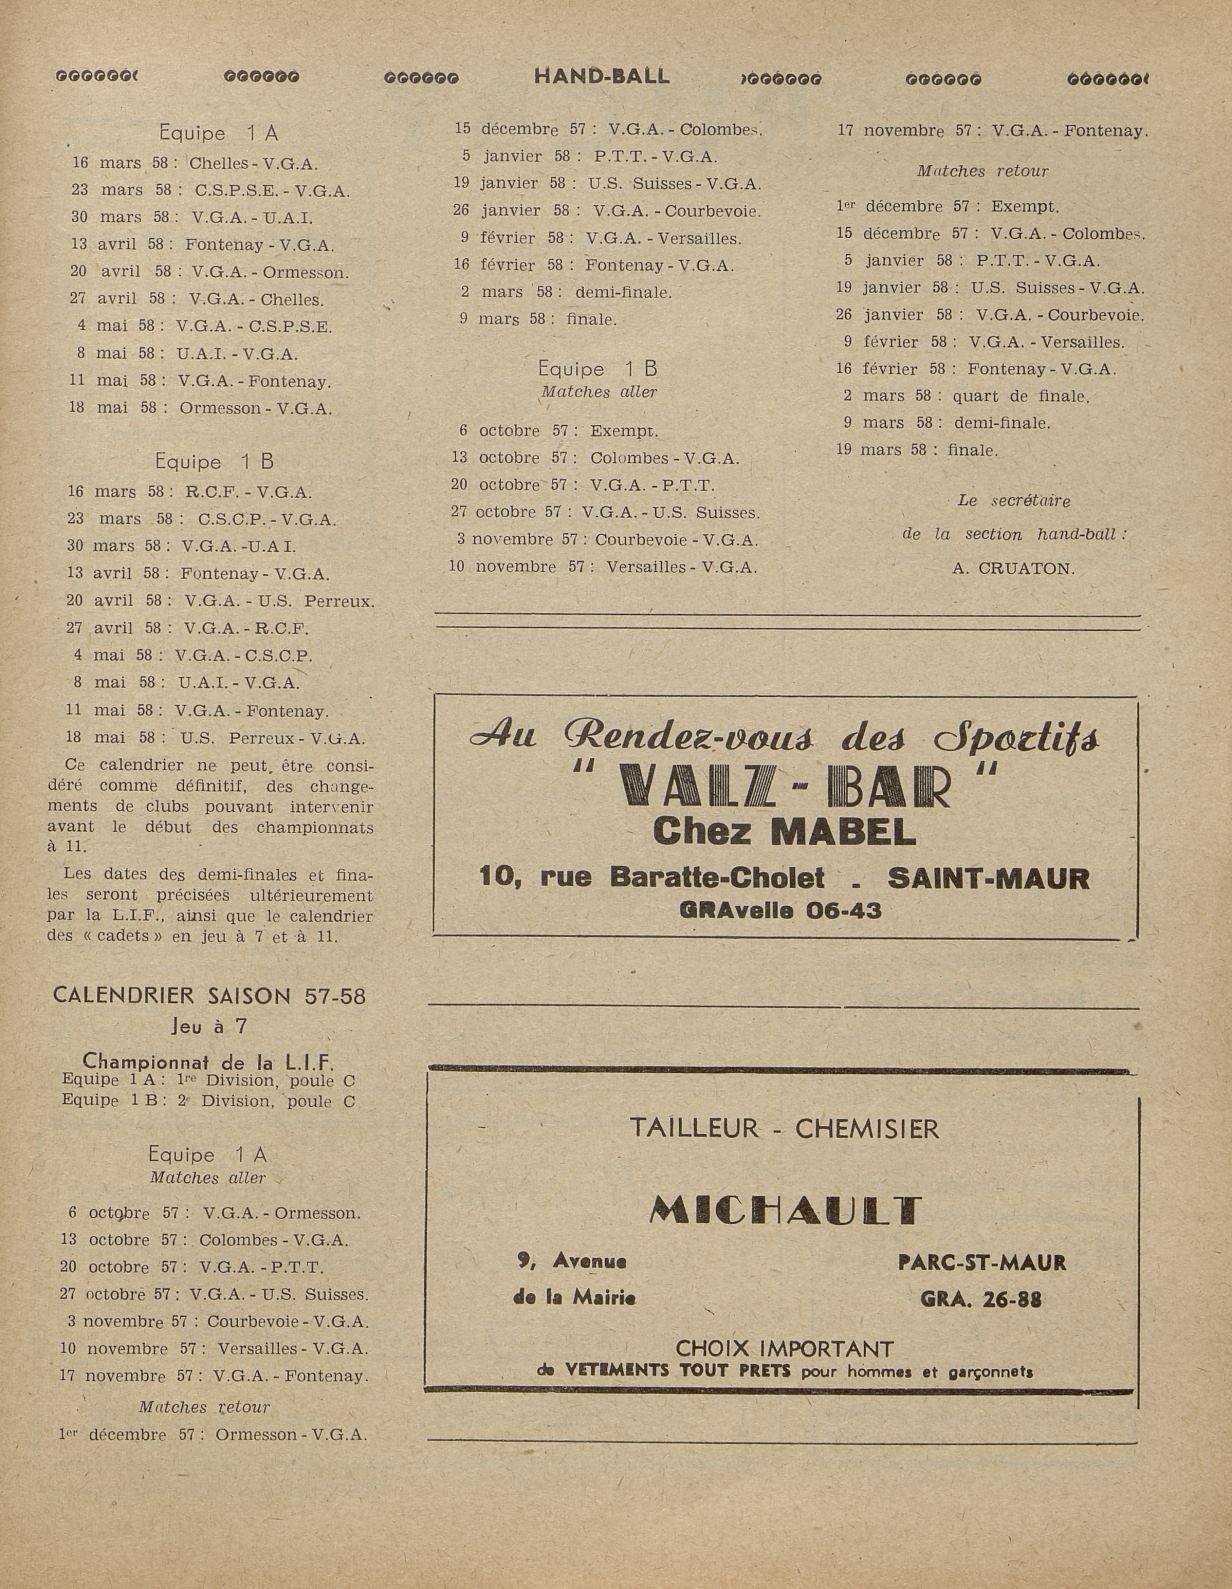 HAND-BALL
Equipe 1 A
16 mars 58 : Chelles - V.G.A.
23 mars 58 : C.S.P.S.E. - V.G.A.
30 mars 58 : V.G.A. - U.A.I.
13 avril 58 : Fontenay - V.G.A.
20 avril 58 : V.G.A. - Ormesson.
27 avril 58 : V.G.A. - Chelles.
4 mai 58 : V.G.A. - C.S.P.S.E.
8 mai 58 : U.A.I. - V.G.A.
11 mai 58 : V.G.A. - Fontenay.
18 mai 58 : Ormesson - V.G.A.
Equipe 1 B
16 mars 58 : R.C.F. - V.G.A.
23 mars 58 : C.S.C.P. - V.G.A.
30 mars 58 : V.G.A. - U.A I.
13 avril 58 : Fontenay - V.G.A.
20 avril 58 : V.G.A. - U.S. Perreux.
27 avril 58 : V.G.A. - R.C.F.
4 mai 58 : V.G.A. - C.S.C.P.
8 mai 58 : U.A.I. - V.G.A.
11 mai 58 : V.G.A. - Fontenay.
18 mai 58 : U.S. Perreux - V.G.A.
Ce calendrier ne peut être consi-
déré comme définitif, des change-
ments de clubs pouvant intervenir
avant le début des championnats
à 11.
Les dates des demi-finales et fina-
les seront précisées ultérieurement
par la L.I.F., ainsi que le calendrier
des « cadets » en jeu à 7 et à 11.
CALENDRIER SAISON 57-58
Jeu à 7
Championnat de la L.I.F.
Equipe 1 A : 1re Division, poule C
Equipe 1 B : 2e Division, poule C
Equipe 1 A
Matches aller
6 octobre 57 : V.G.A. - Ormesson.
13 octobre 57 : Colombes - V.G.A.
20 octobre 57 : V.G.A. - P.T.T.
27 octobre 57 : V.G.A. - U.S. Suisses.
3 novembre 57 : Courbevoie - V.G.A.
10 novembre 57 : Versailles - V.G.A.
17 novembre 57 : V.G.A. - Fontenay.
Matches retour
1er décembre 57 : Ormesson - V.G.A.
15 décembre 57 : V.G.A. - Colombes.
5 janvier 58 : P.T.T. - V.G.A.
19 janvier 58 : U.S. Suisses - V.G.A.
26 janvier 58 : V.G.A. - Courbevoie.
9 février 58 : V.G.A. - Versailles.
16 février 58 : Fontenay - V.G.A.
2 mars 58 : demi-finale.
9 mars 58 : finale.
Equipe 1 B
Matches aller
6 octobre 57 : Exempt.
13 octobre 57 : Colombes - V.G.A.
20 octobre 57 : V.G.A. - P.T.T.
27 octobre 57 : V.G.A. - U.S. Suisses.
3 novembre 57 : Courbevoie - V.G.A.
10 novembre 57 : Versailles - V.G.A.
17 novembre 57 : V.G.A. - Fontenay.
Matches retour
1er décembre 57 : Exempt.
15 décembre 57 : V.G.A. - Colombes.
5 janvier 58 : P.T.T. - V.G.A.
19 janvier 58 : U.S. Suisses - V.G.A.
26 janvier 58 : V.G.A. - Courbevoie.
9 février 58 : V.G.A. - Versailles.
16 février 58 : Fontenay - V.G.A.
2 mars 58 : quart de finale.
9 mars 58 : demi-finale.
19 mars 58 : finale.
Le secrétaire
de la section hand-ball :
A. CRUATON.
Au Rendez-vous des Sportifs
" VALZ - BAR "
Chez MABEL
10, rue Baratte-Cholet . SAINT-MAUR
GRAvelle 06-43
TAILLEUR - CHEMISIER
MICHAULT
9, Avenue PARC-ST-MAUR
de la Mairie GRA. 26-88
CHOIX IMPORTANT
de VETEMENTS TOUT PRETS pour hommes et garçonnets